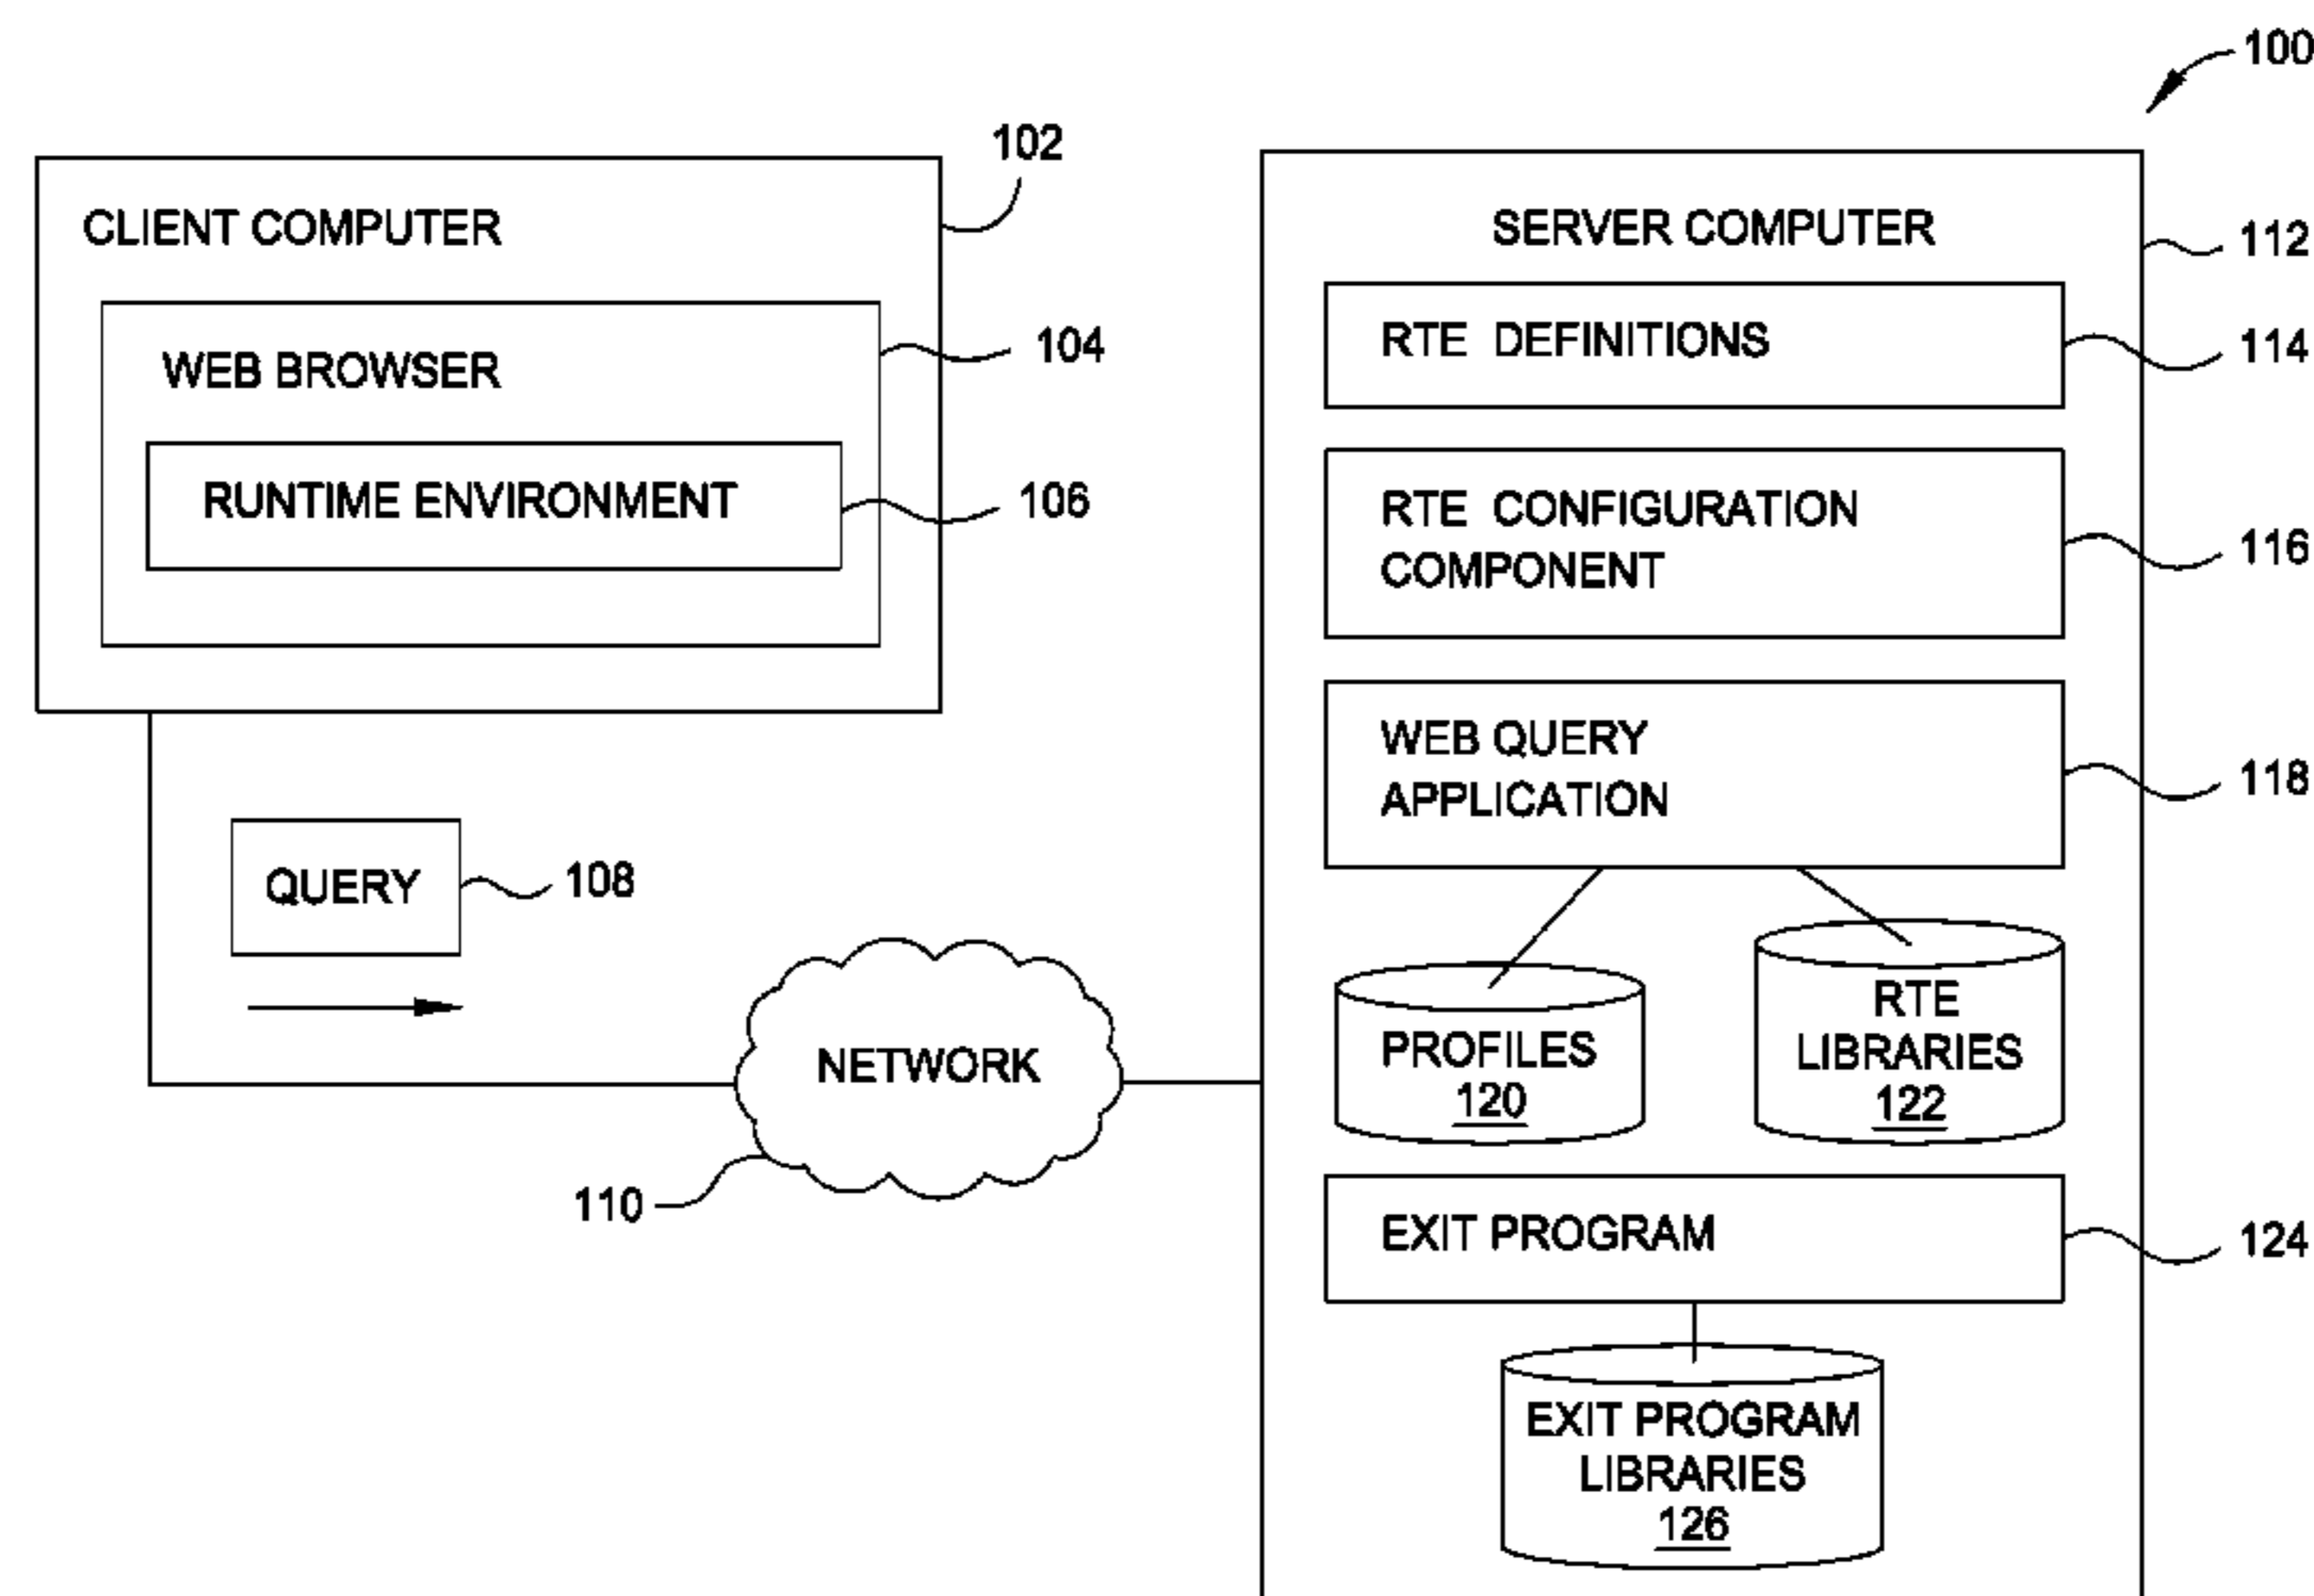 100
102
CLIENT COMPUTER
104
WEB BROWSER
RUNTIME ENVIRONMENT
106
QUERY
108
NETWORK
110
SERVER COMPUTER
112
RTE DEFINITIONS
114
RTE CONFIGURATION
COMPONENT
116
WEB QUERY
APPLICATION
118
PROFILES
120
RTE
LIBRARIES
122
EXIT PROGRAM
124
EXIT PROGRAM
LIBRARIES
126